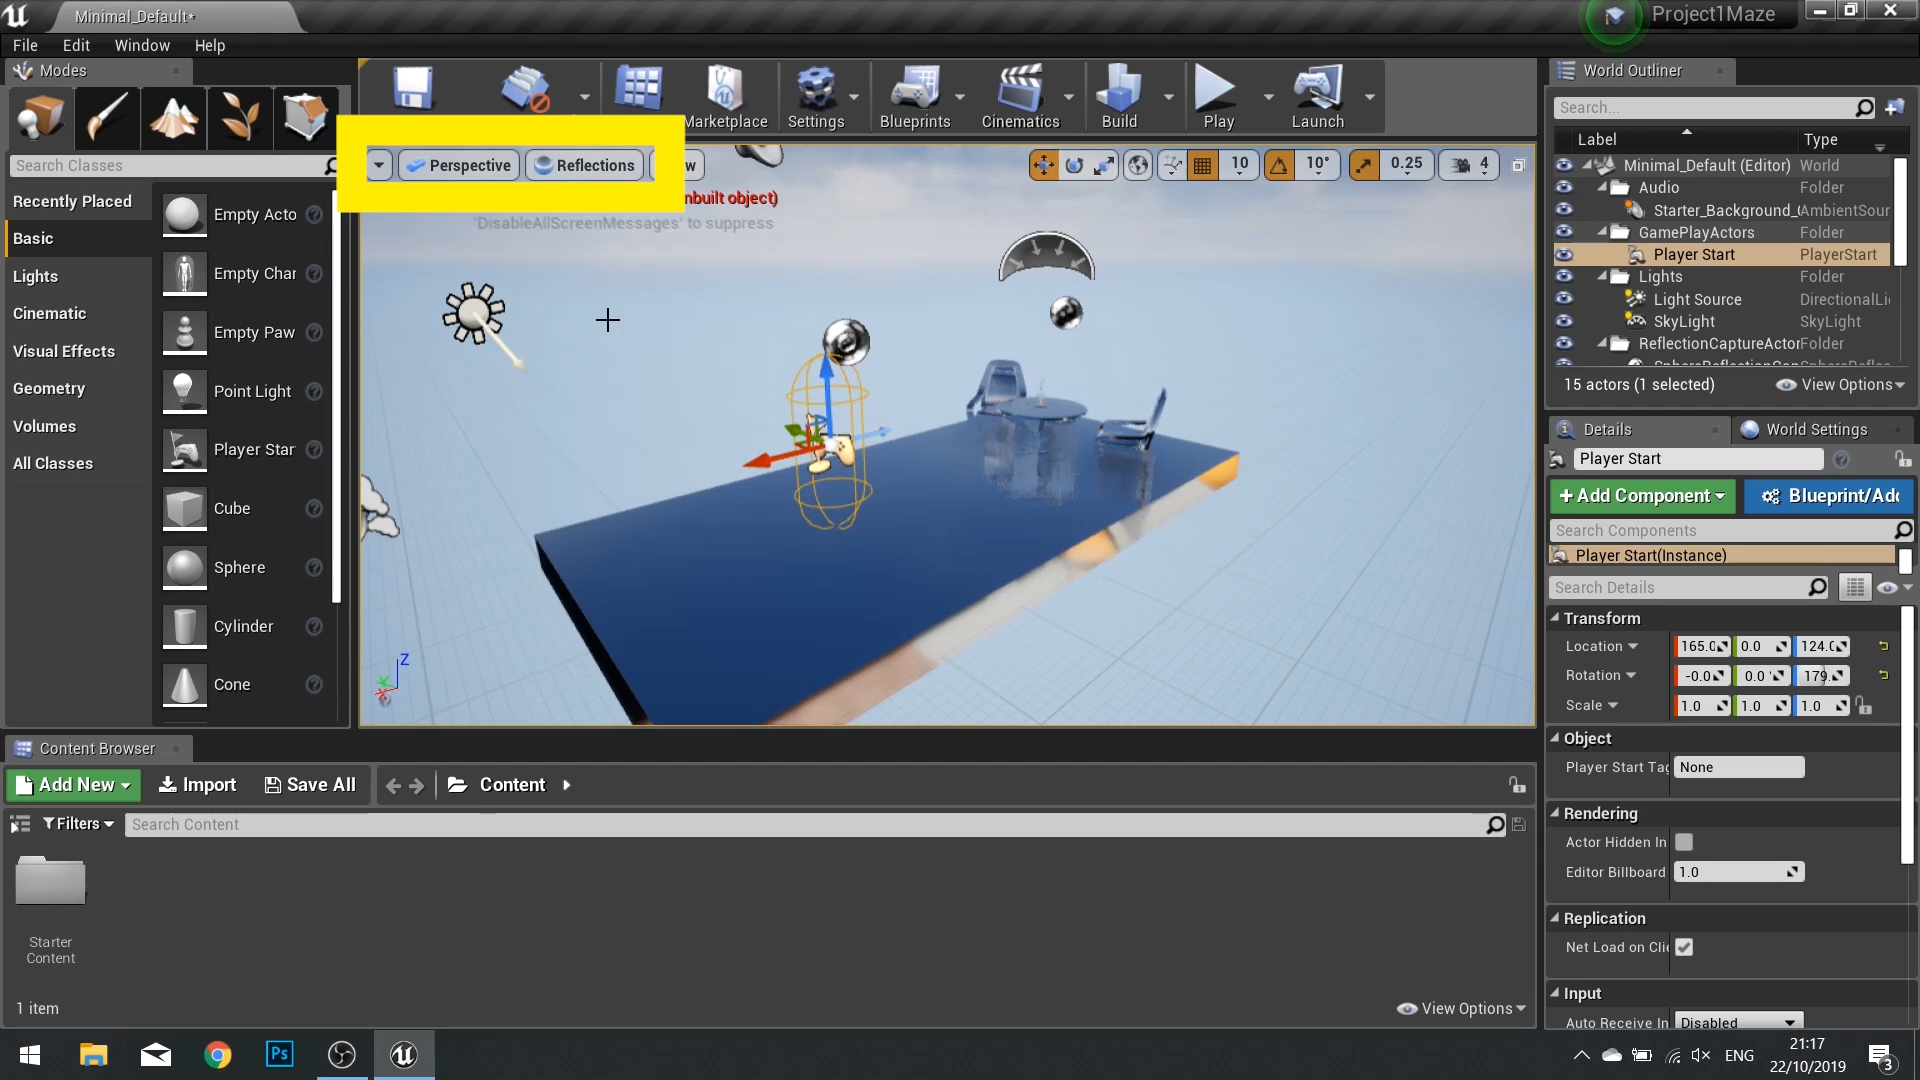 Minimal_Default*
Project1Maze
File Edit Window Help
Modes
World Outliner
Marketplace Settings Blueprints Cinematics Build Play Launch
Search...
Label Type
Search Classes
Perspective Reflections
10 10° 0.25 4
Minimal_Default (Editor) World
Audio Folder
Starter_Background_ AmbientSour
GamePlayActors Folder
Player Start PlayerStart
Lights Folder
Light Source DirectionalLi
SkyLight SkyLight
ReflectionCaptureActor Folder
15 actors (1 selected) View Options
nbuilt object)
'DisableAllScreenMessages' to suppress
Recently Placed
Basic
Lights
Cinematic
Visual Effects
Geometry
Volumes
All Classes
Empty Acto
Empty Char
Empty Paw
Point Light
Player Star
Cube
Sphere
Cylinder
Cone
Z
Details World Settings
Player Start
+Add Component Blueprint/Add
Search Components
Player Start(Instance)
Search Details
Transform
Location 165.0 0.0 124.0
Rotation -0.0 0.0 ° 179.
Scale 1.0 1.0 1.0
Object
Player Start Tag None
Rendering
Actor Hidden In
Editor Billboard 1.0
Replication
Net Load on Clie
Input
Auto Receive In Disabled
Content Browser
Add New Import Save All Content
Filters Search Content
Starter
Content
1 item View Options
Ps
ENG
21:17
22/10/2019
3